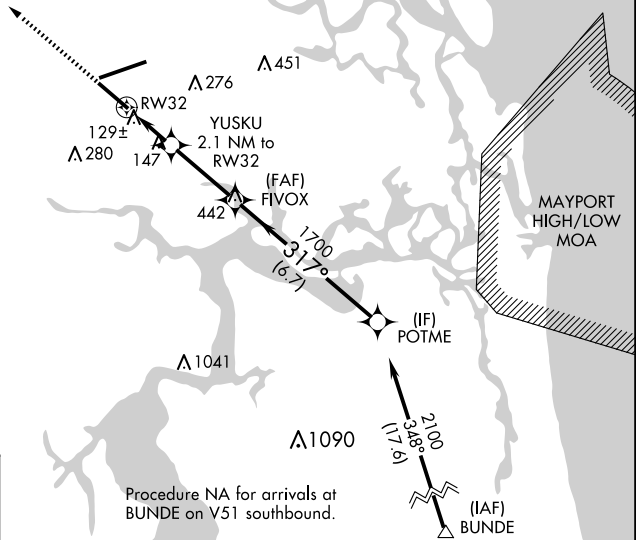 451
276
RW32
129±
280
147
YUSKU
2.1 NM to
RW32
(FAF)
FIVOX
442
1700
317°
(6.7)
MAYPORT
HIGH/LOW
MOA
(IF)
POTME
1041
1090
2100
348°
(17.6)
Procedure NA for arrivals at
BUNDE on V51 southbound.
(IAF)
BUNDE